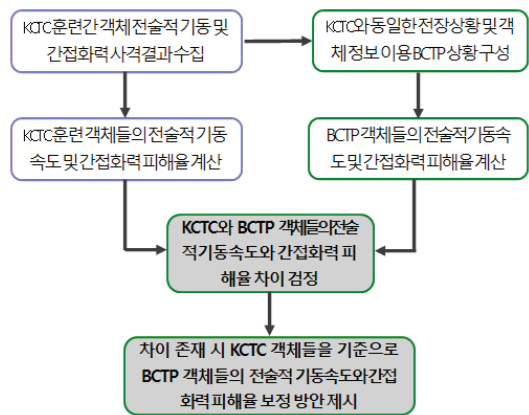 KCTC훈련간 객체 전술적 기동 및
간접화력 사격결과 수집
KCTC와 동일한 전장상황 및 객
체 정보 이용 BCTP 상황 구성
KCTC 훈련 객체들의 전술적 기동
속도 및 간접화력 피해율 계산
BCTP 객체들의 전술적 기동속
도 및 간접화력 피해율 계산
KCTC와 BCTP 객체들의 전술
적 기동속도와 간접화력 피
해율 차이 검정
차이 존재 시 KCTC 객체들을 기준으로
BCTP 객체들의 전술적 기동속도와 간접
화력 피해율 보정 방안 제시